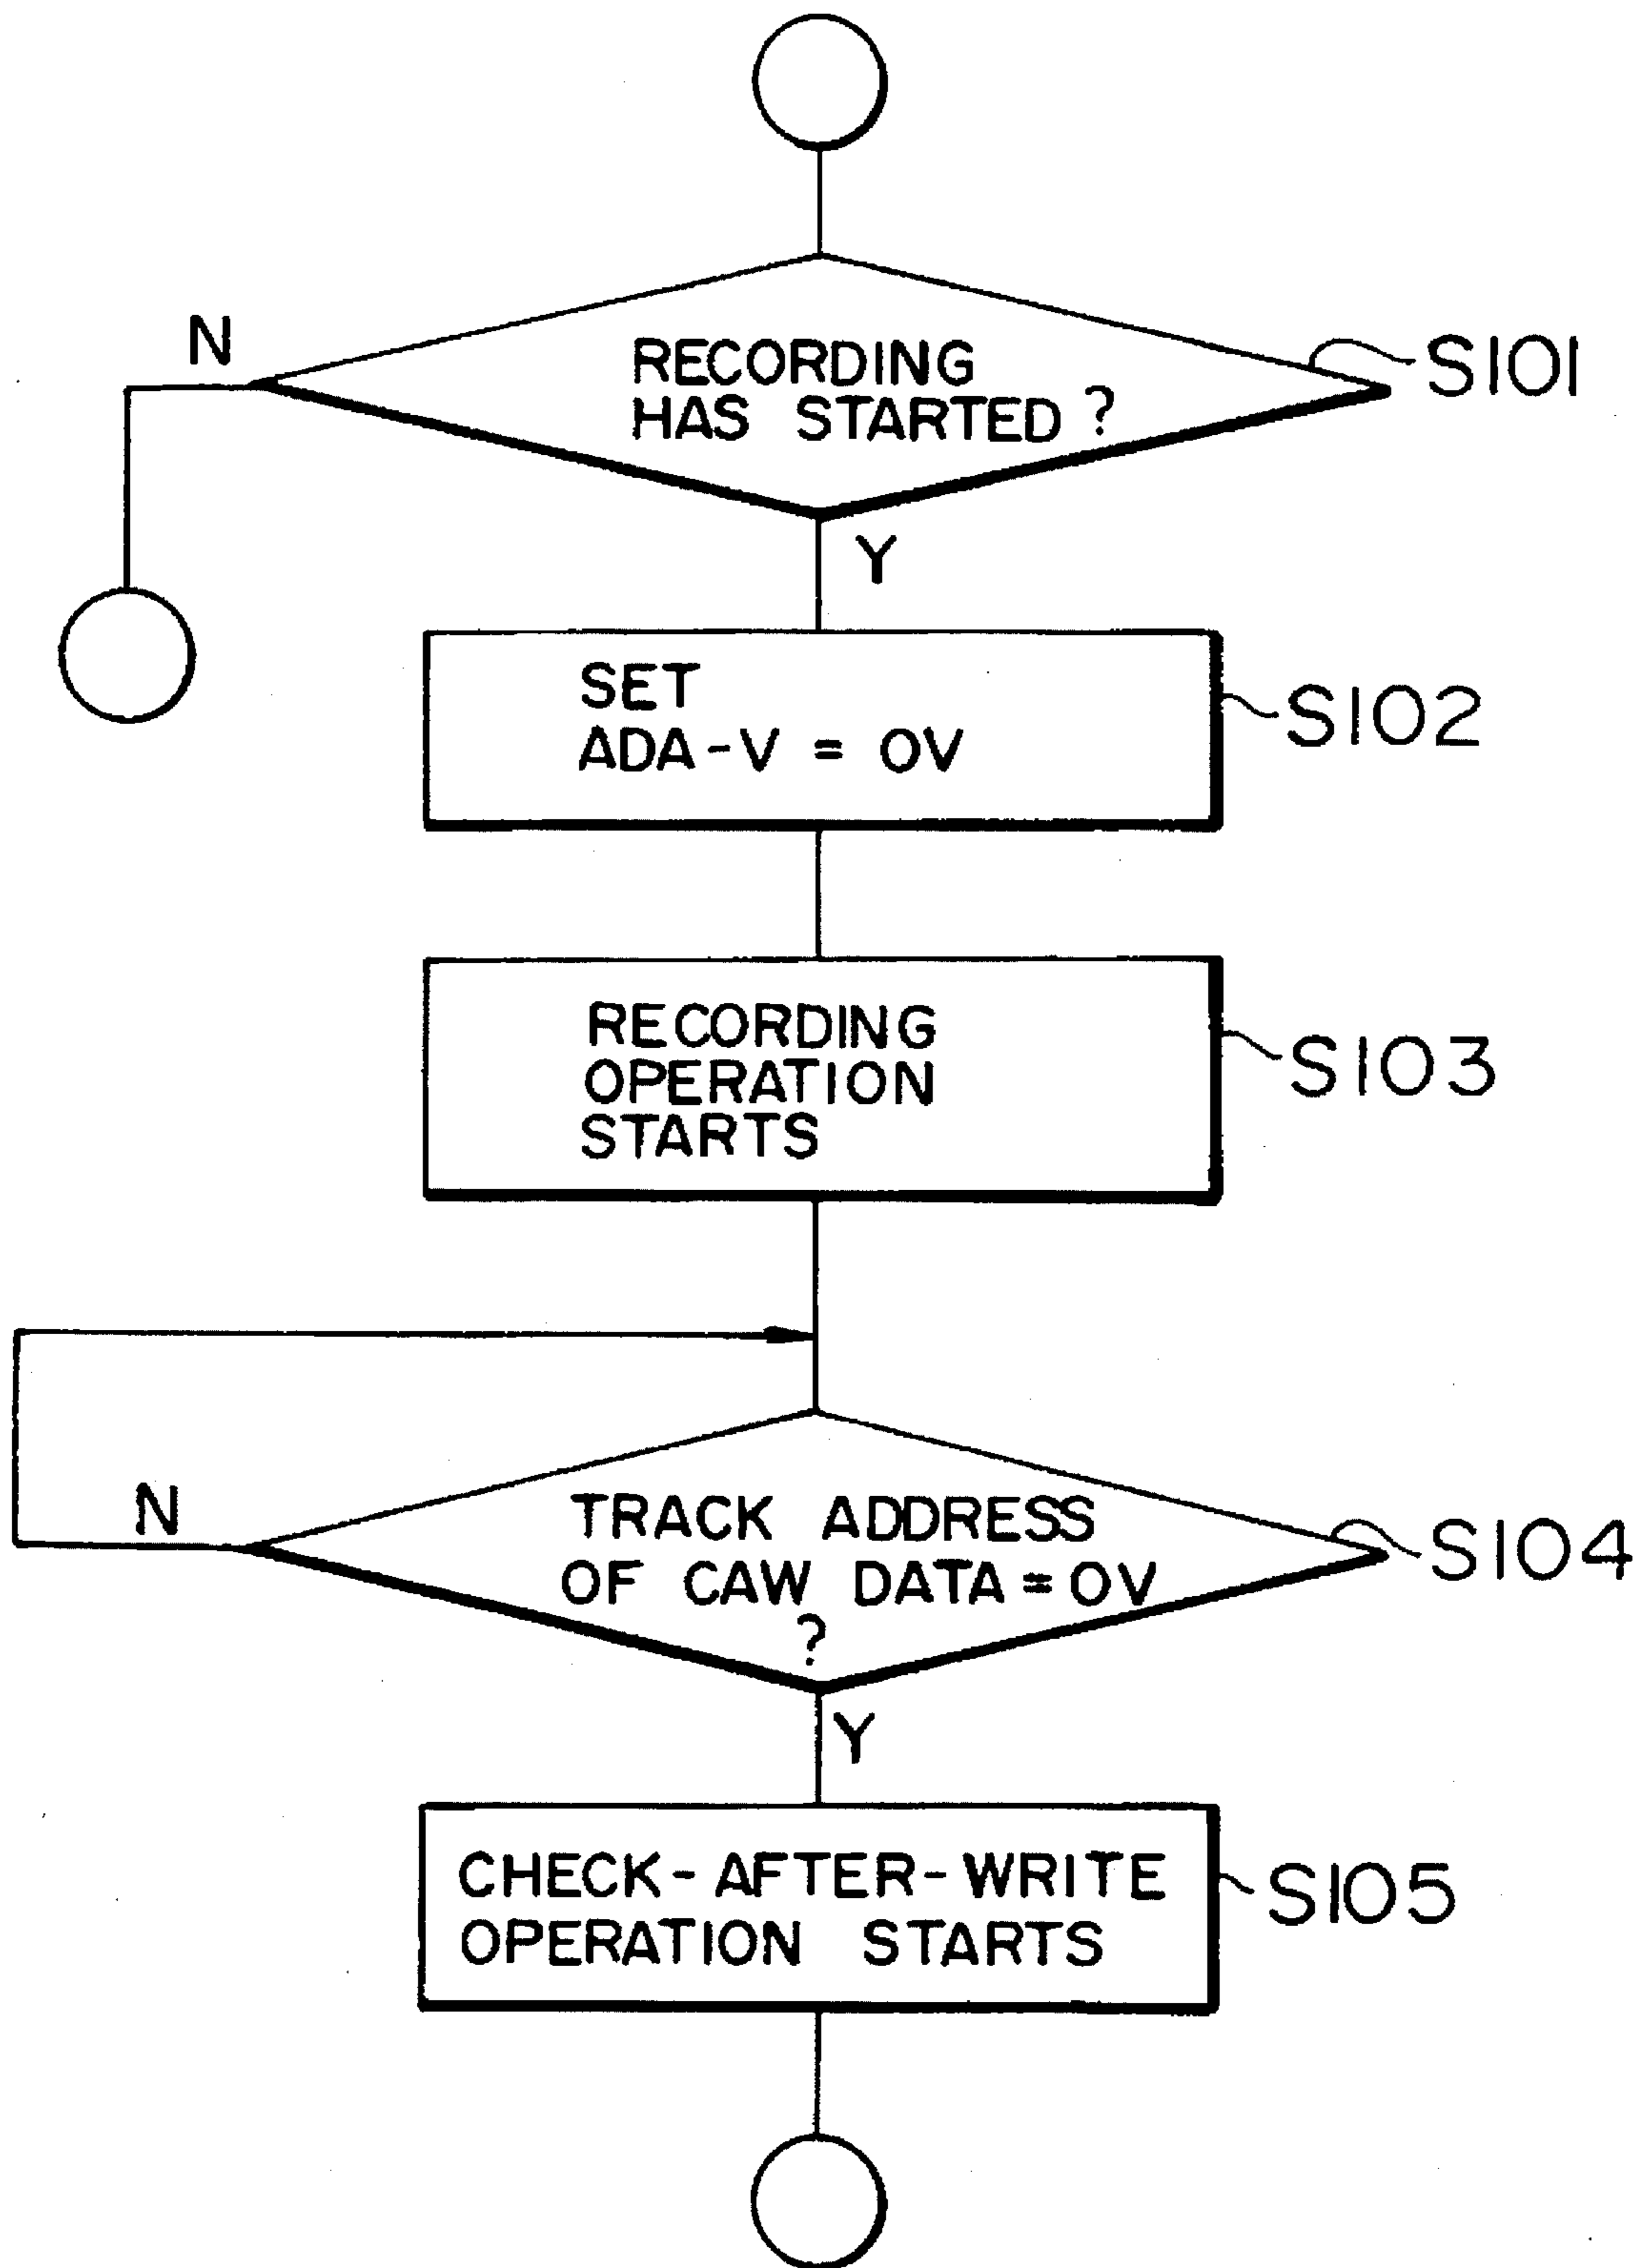 N
RECORDING
HAS STARTED ?
S101
Y
SET
ADA-V = 0V
S102
RECORDING
OPERATION
STARTS
S103
N
TRACK ADDRESS
OF CAW DATA = 0V
?
S104
Y
CHECK-AFTER-WRITE
OPERATION STARTS
S105